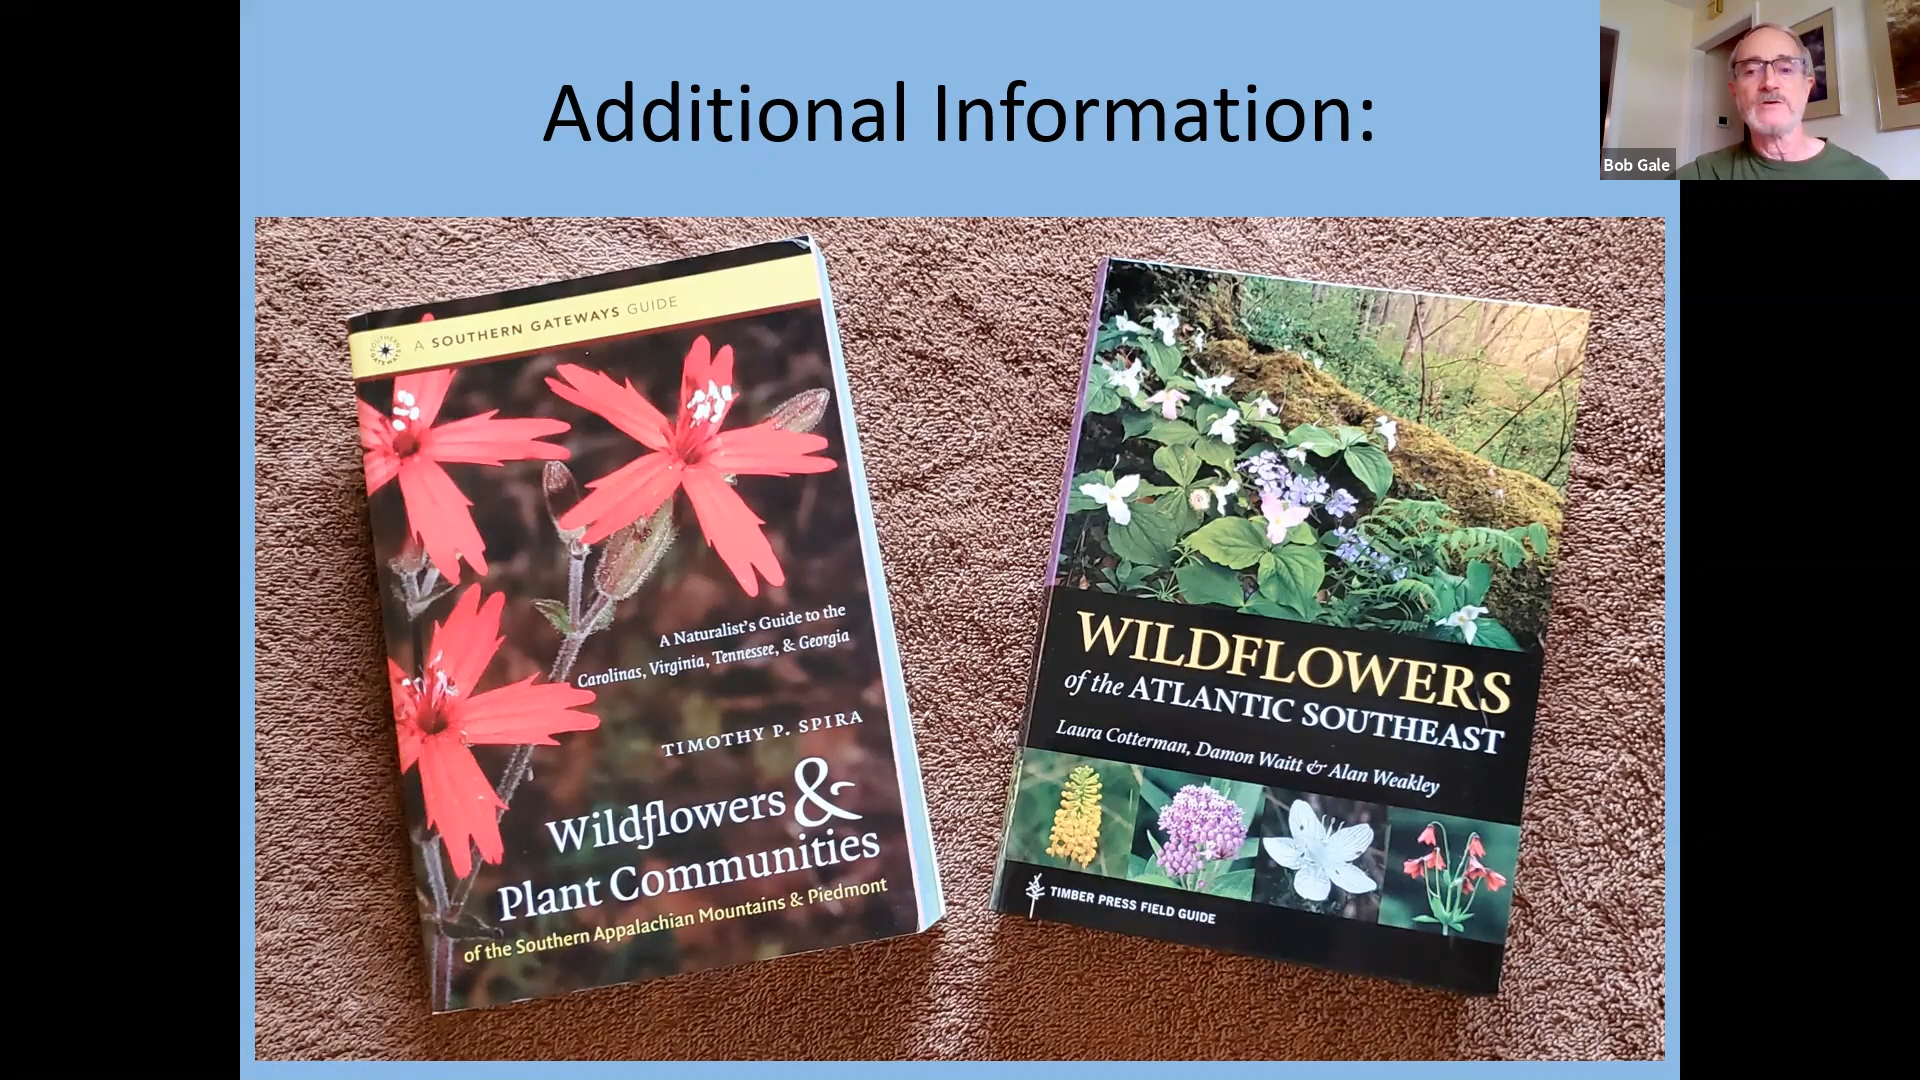 Additional Information:
Bob Gale
A SOUTHERN GATEWAYS GUIDE
A Naturalist's Guide to the
Carolinas, Virginia, Tennessee, & Georgia
TIMOTHY P. SPIRA
Wildflowers &
Plant Communities
of the Southern Appalachian Mountains & Piedmont
WILDFLOWERS
of the ATLANTIC SOUTHEAST
Laura Cotterman, Damon Waitt & Alan Weakley
TIMBER PRESS FIELD GUIDE